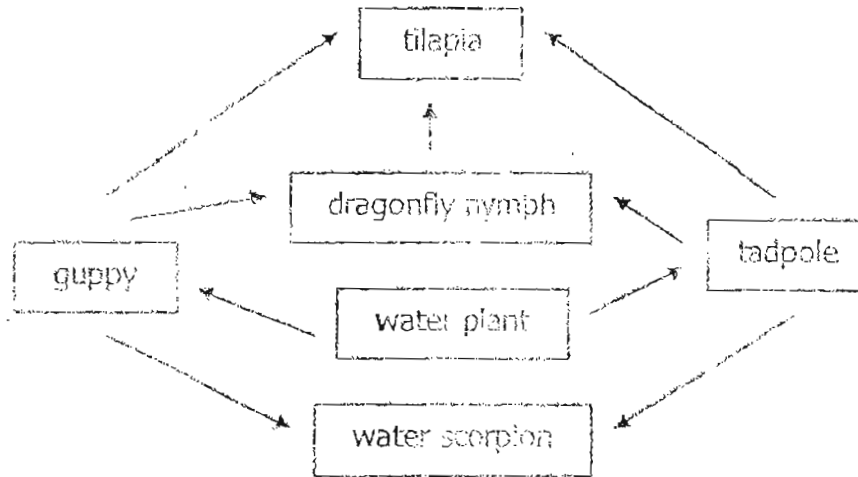 tilapia
dragonfly nymph
guppy
tadpole
water plant
water scorpion